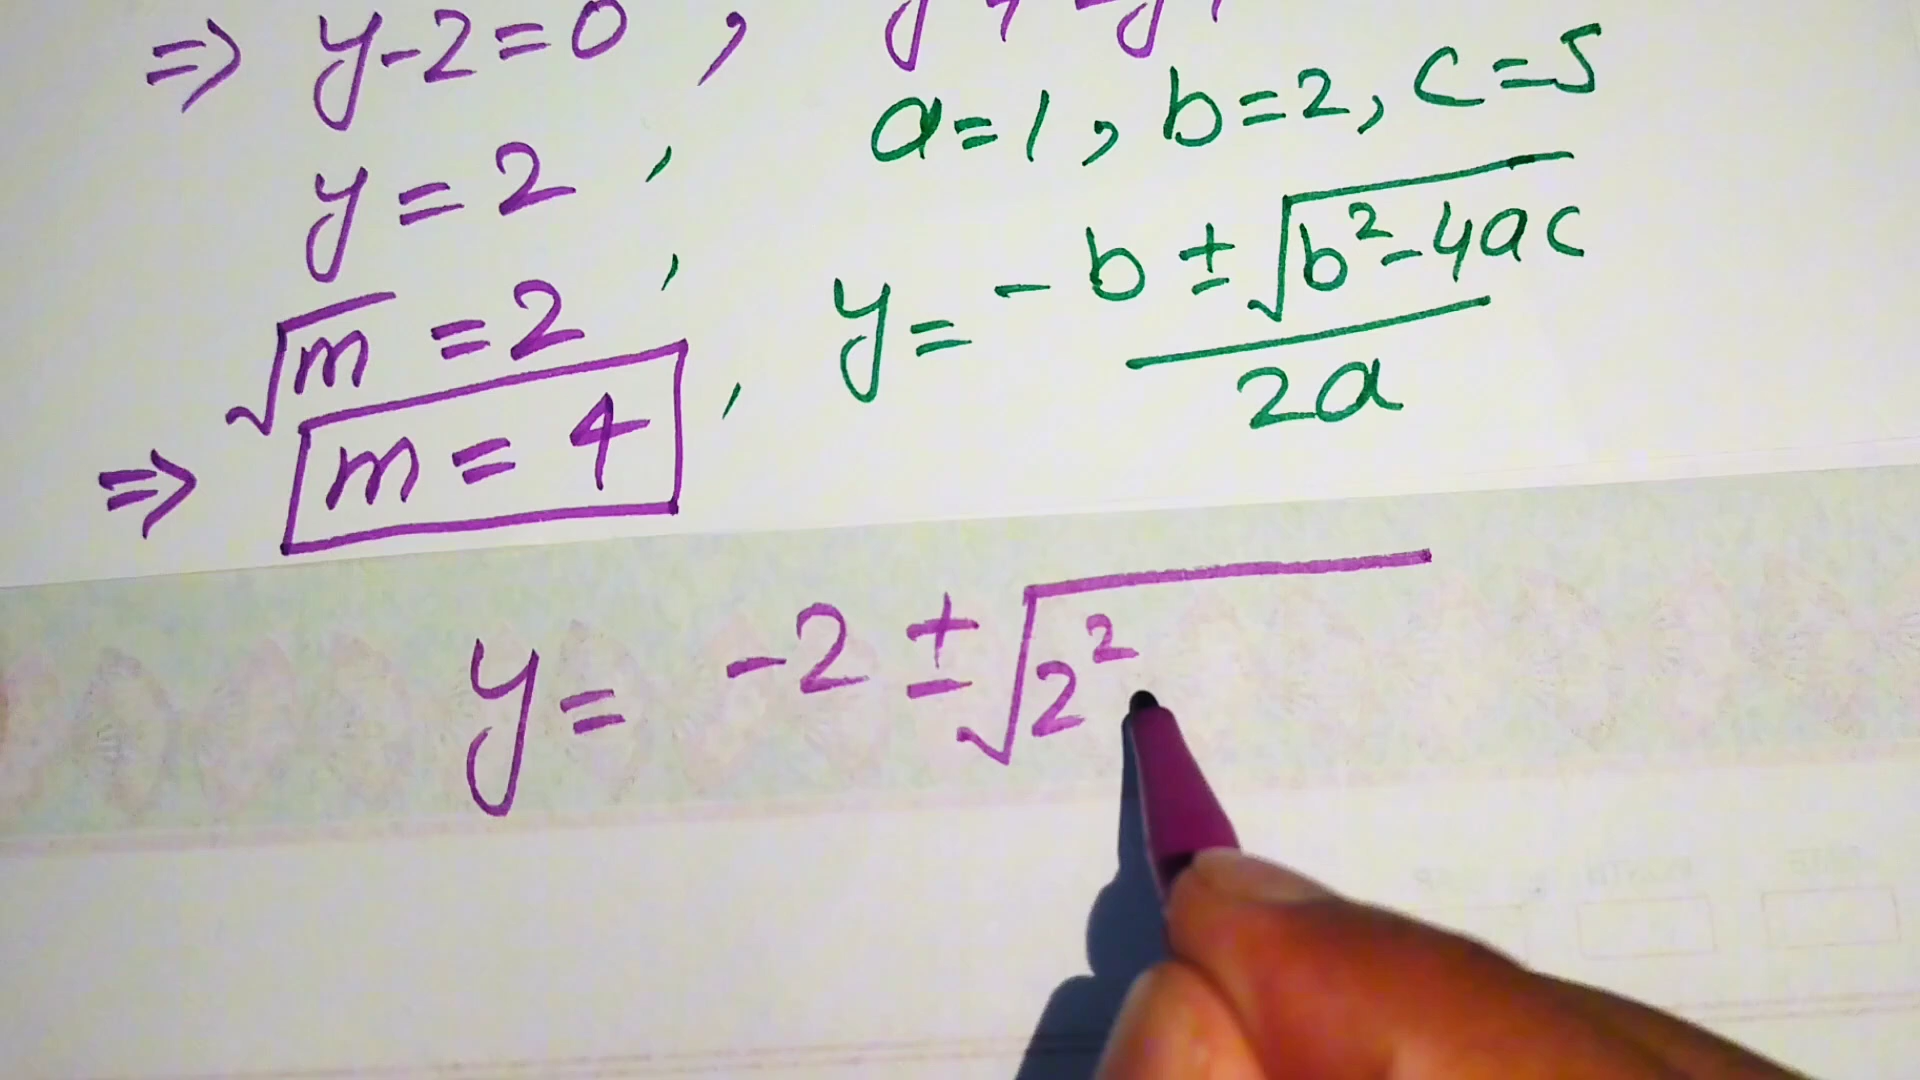 ⇒ y-2=0 ,
a=1 , b=2, c=5
y = 2 ,
y = -b ± √(b²-4ac) / 2a
√m = 2 ,
⇒ m = 4 ,
y = -2 ± √2²